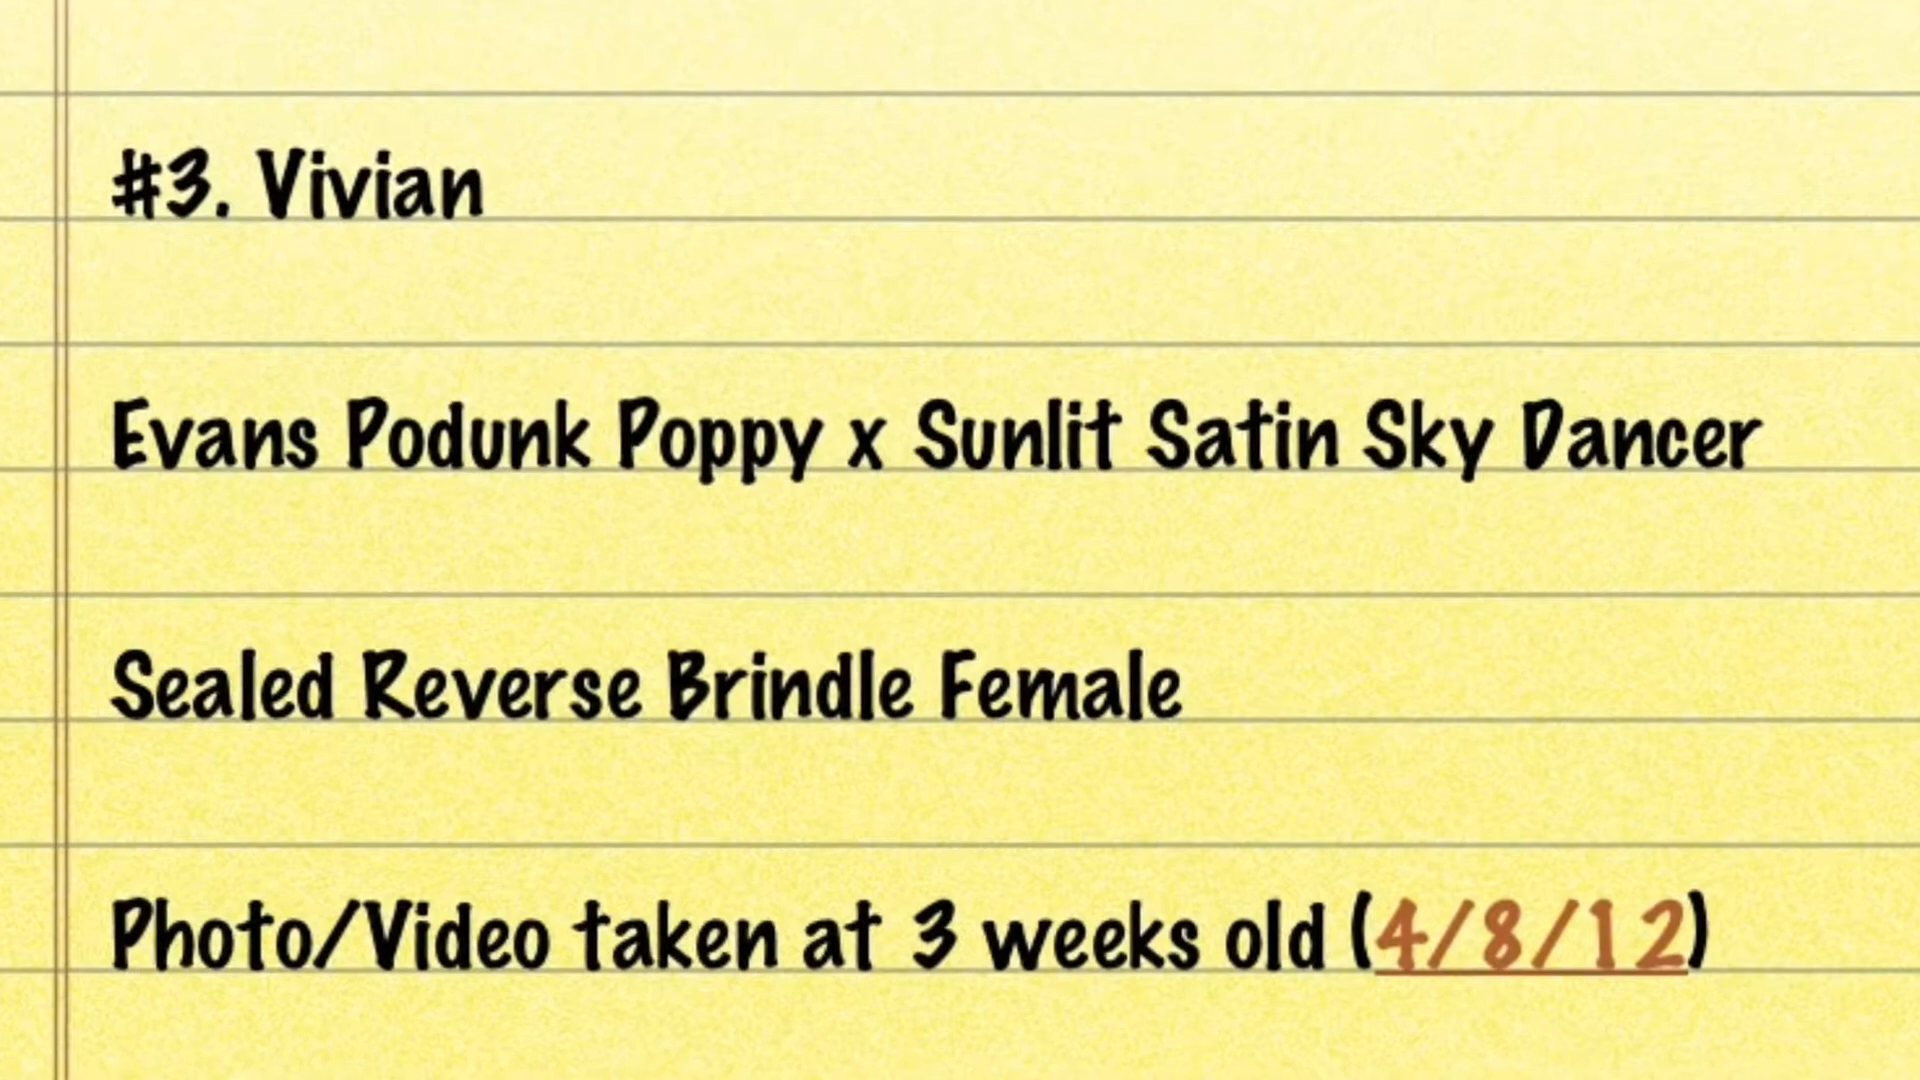 #3. Vivian
Evans Podunk Poppy x Sunlit Satin Sky Dancer
Sealed Reverse Brindle Female
Photo/Video taken at 3 weeks old (4/8/12)